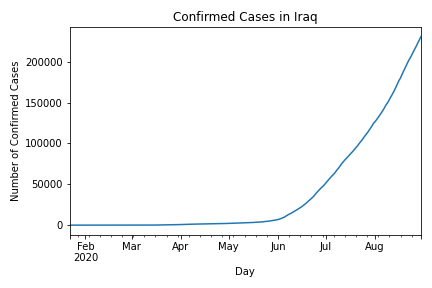 Confirmed Cases in Iraq
Number of Confirmed Cases
200000
150000
100000
50000
0
Feb Mar Apr May Jun Jul Aug
2020
Day